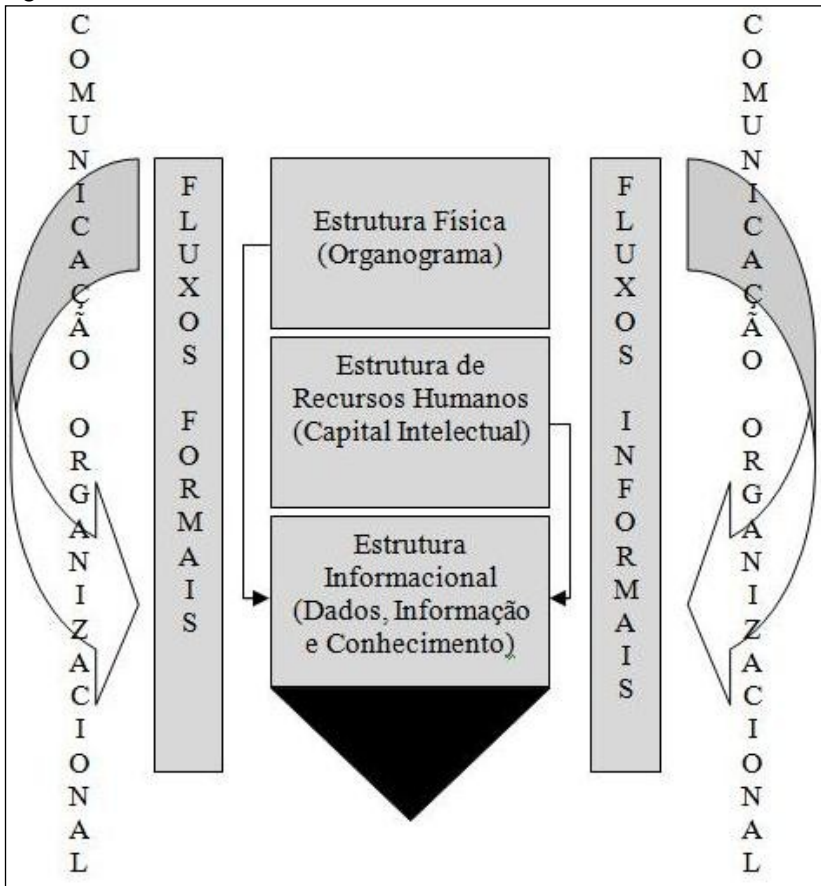 COMUNICAÇÃO ORGANIZACIONAL
FLUXOS FORMAIS
Estrutura Física
(Organograma)
Estrutura de
Recursos Humanos
(Capital Intelectual)
Estrutura
Informacional
(Dados, Informação
e Conhecimento)
FLUXOS INFORMAIS
COMUNICAÇÃO ORGANIZACIONAL